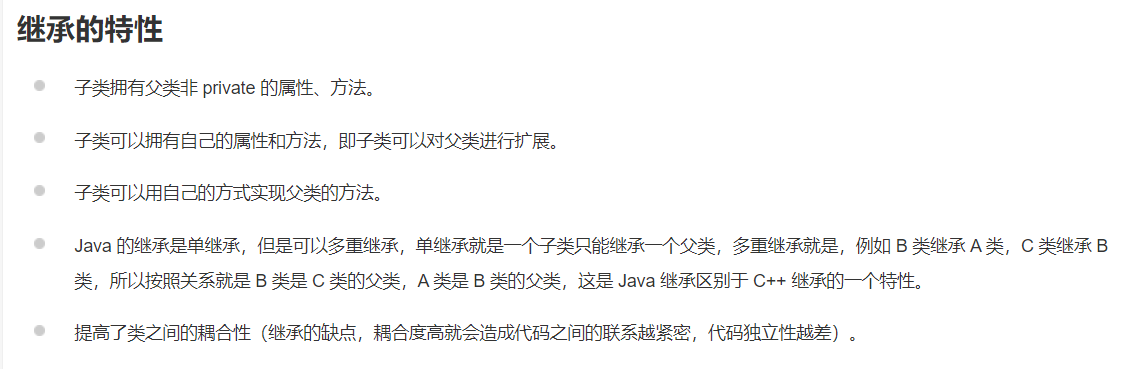 继承的特性
子类拥有父类非 private 的属性、方法。
子类可以拥有自己的属性和方法，即子类可以对父类进行扩展。
子类可以用自己的方式实现父类的方法。
Java 的继承是单继承，但是可以多重继承，单继承就是一个子类只能继承一个父类，多重继承就是，例如 B 类继承 A 类，C 类继承 B
类，所以按照关系就是 B 类是 C 类的父类，A 类是 B 类的父类，这是 Java 继承区别于 C++ 继承的一个特性。
提高了类之间的耦合性（继承的缺点，耦合度高就会造成代码之间的联系越紧密，代码独立性越差）。